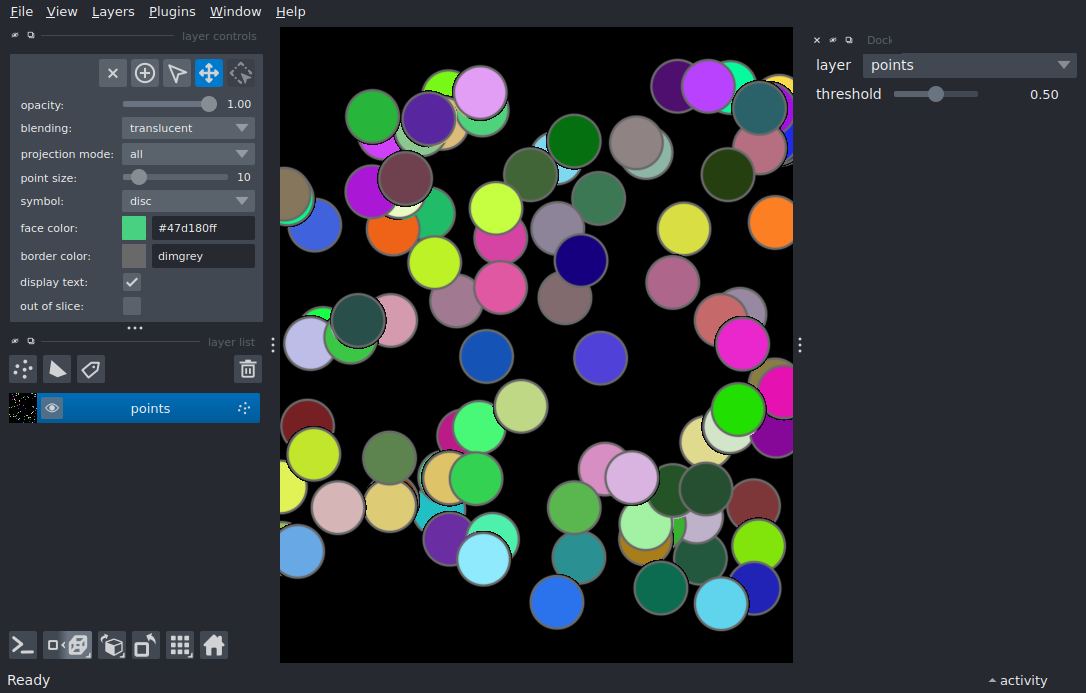 File View Layers Plugins Window Help
layer controls
opacity: 1.00
blending: translucent
projection mode: all
point size: 10
symbol: disc
face color: #47d180ff
border color: dimgrey
display text:
out of slice:
layer list
points
Ready
Dock
layer points
threshold 0.50
activity